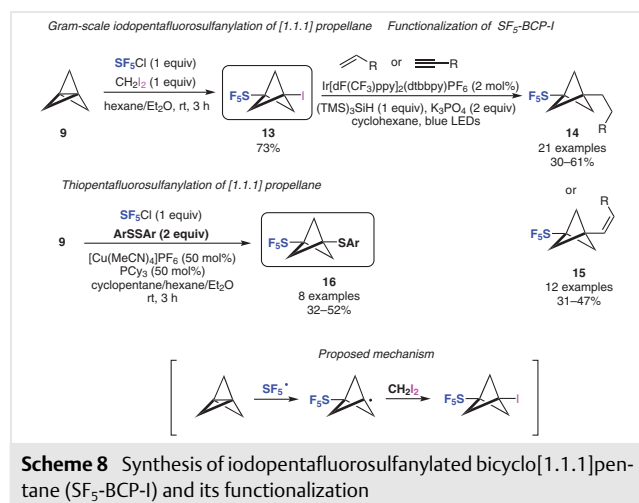 Gram-scale iodopentafluorosulfanylation of [1.1.1] propellane Functionalization of SF5-BCP-I
SF5Cl (1 equiv)
CH2I2 (1 equiv)
hexane/Et2O, rt, 3 h
9
F5S
I
13
73%
R or R
Ir[dF(CF3)ppy]2(dtbbpy)PF6 (2 mol%)
(TMS)3SiH (1 equiv), K3PO4 (2 equiv)
cyclohexane, blue LEDs
F5S
R
14
21 examples
30–61%
or
Thiopentafluorosulfanylation of [1.1.1] propellane
9
SF5Cl (1 equiv)
ArSSAr (2 equiv)
[Cu(MeCN)4]PF6 (50 mol%)
PCy3 (50 mol%)
cyclopentane/hexane/Et2O
rt, 3 h
F5S
SAr
16
8 examples
32–52%
R
F5S
15
12 examples
31–47%
Proposed mechanism
SF5• F5S • CH2I2 F5S I
Scheme 8 Synthesis of iodopentafluorosulfanylated bicyclo[1.1.1]pen-
tane (SF5-BCP-I) and its functionalization